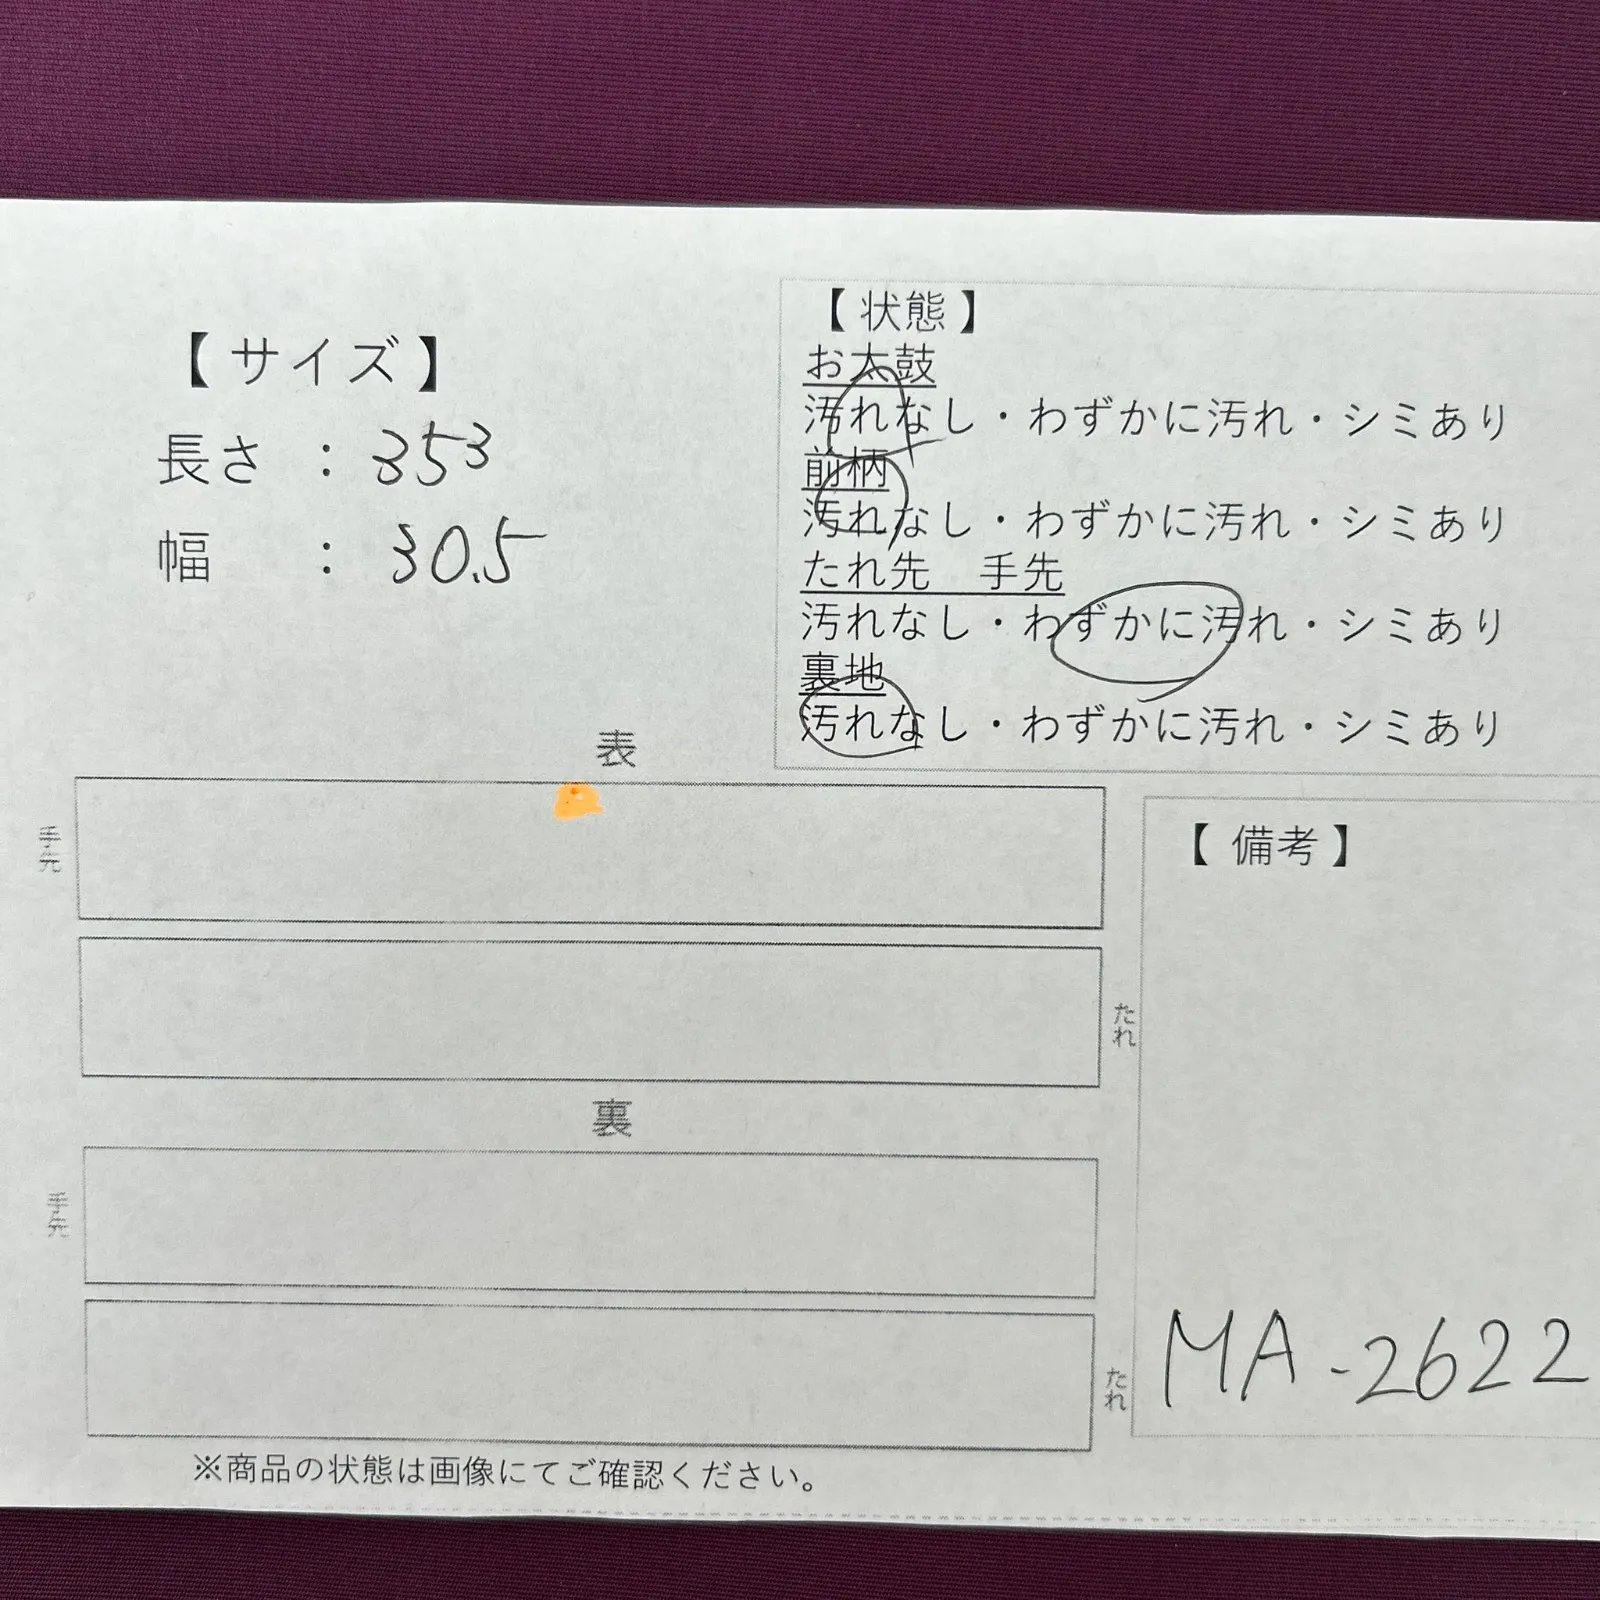 【サイズ】
長さ : 353
幅 : 30.5
【状態】
お太鼓
汚れなし・わずかに汚れ・シミあり
前柄
汚れなし・わずかに汚れ・シミあり
たれ先 手先
汚れなし・わずかに汚れ・シミあり
裏地
汚れなし・わずかに汚れ・シミあり
表
手先
たれ
裏
手先
たれ
【備考】
MA-2622
※商品の状態は画像にてご確認ください。